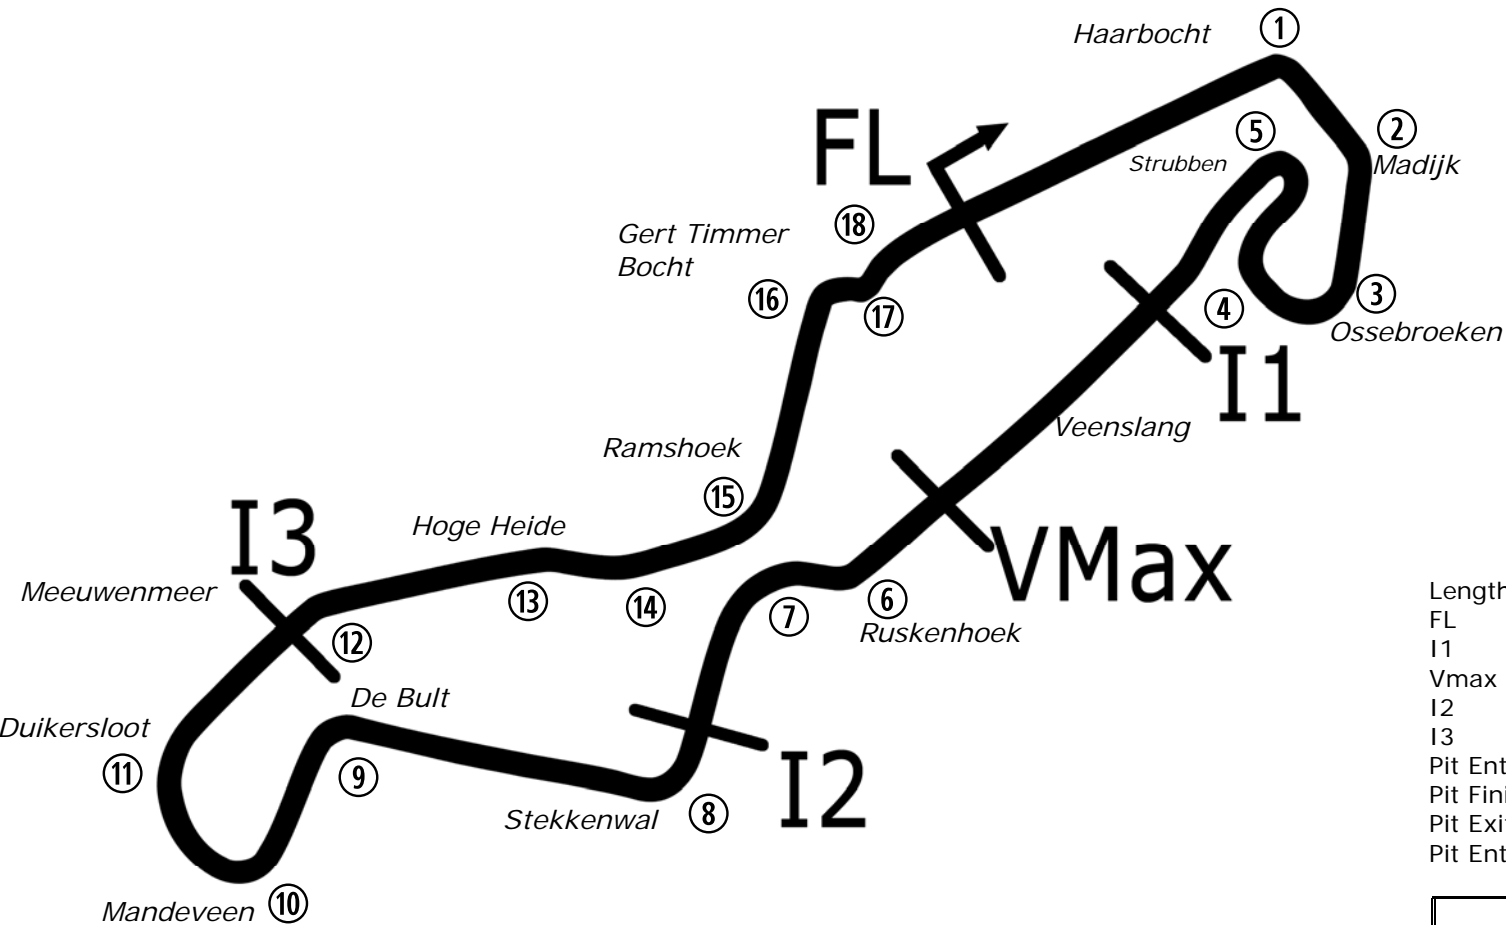 Haarbocht
1
FL
5
2
Strubben
Madijk
18
Gert Timmer
Bocht
16
17
4
3
Ossebroeken
I1
Veenslang
Ramshoek
15
I3
Hoge Heide
VMax
Meeuwenmeer
13
14
7
6
Ruskenhoek
12
De Bult
Duikersloot
11
9
I2
Stekkenwal
8
Mandeveen
10
Length
FL
I1
Vmax
I2
I3
Pit Ent
Pit Fini
Pit Exi
Pit Ent